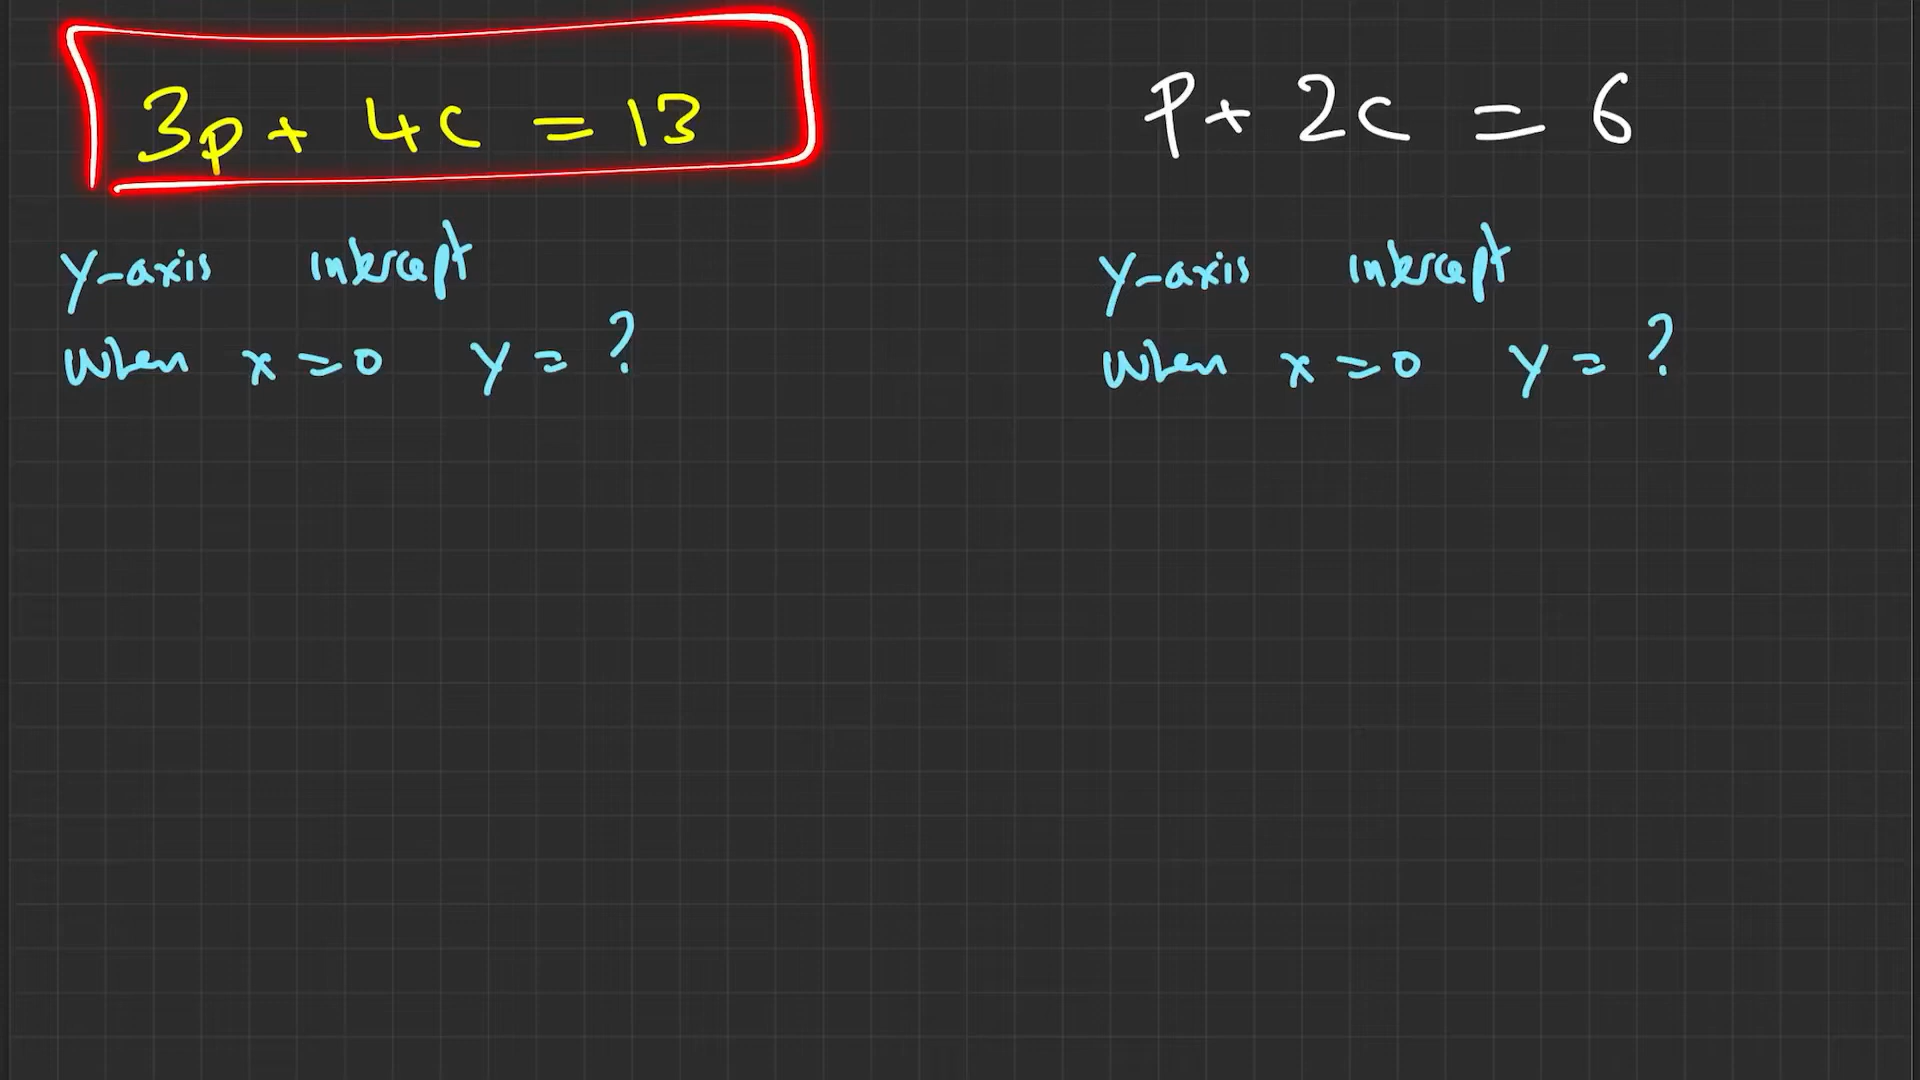 3p + 4c = 13
y-axis intercept
when x = 0 y = ?
P + 2c = 6
y-axis intercept
when x = 0 y = ?